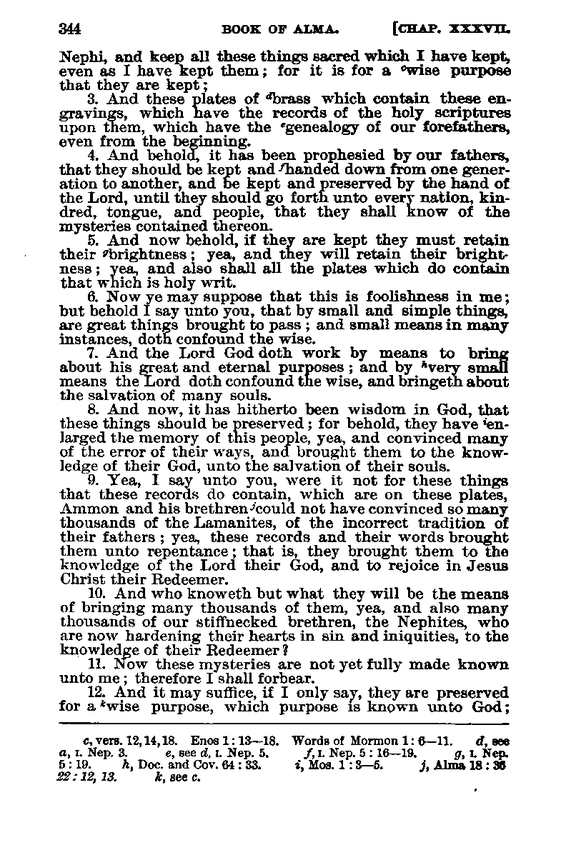 344 BOOK OF ALMA. [CHAP. XXXVII.
Nephi, and keep all these things sacred which I have kept,
even as I have kept them; for it is for a cwise purpose
that they are kept;
3. And these plates of dbrass which contain these en-
gravings, which have the records of the holy scriptures
upon them, which have the egenealogy of our forefathers,
even from the beginning.
4. And behold, it has been prophesied by our fathers,
that they should be kept and fhanded down from one gener-
ation to another, and be kept and preserved by the hand of
the Lord, until they should go forth unto every nation, kin-
dred, tongue, and people, that they shall know of the
mysteries contained thereon.
5. And now behold, if they are kept they must retain
their gbrightness; yea, and they will retain their bright-
ness; yea, and also shall all the plates which do contain
that which is holy writ.
6. Now ye may suppose that this is foolishness in me;
but behold I say unto you, that by small and simple things,
are great things brought to pass; and small means in many
instances, doth confound the wise.
7. And the Lord God doth work by means to bring
about his great and eternal purposes; and by hvery small
means the Lord doth confound the wise, and bringeth about
the salvation of many souls.
8. And now, it has hitherto been wisdom in God, that
these things should be preserved; for behold, they have ien-
larged the memory of this people, yea, and convinced many
of the error of their ways, and brought them to the know-
ledge of their God, unto the salvation of their souls.
9. Yea, I say unto you, were it not for these things
that these records do contain, which are on these plates,
Ammon and his brethren jcould not have convinced so many
thousands of the Lamanites, of the incorrect tradition of
their fathers; yea, these records and their words brought
them unto repentance; that is, they brought them to the
knowledge of the Lord their God, and to rejoice in Jesus
Christ their Redeemer.
10. And who knoweth but what they will be the means
of bringing many thousands of them, yea, and also many
thousands of our stiffnecked brethren, the Nephites, who
are now hardening their hearts in sin and iniquities, to the
knowledge of their Redeemer?
11. Now these mysteries are not yet fully made known
unto me; therefore I shall forbear.
12. And it may suffice, if I only say, they are preserved
for a kwise purpose, which purpose is known unto God;
c, vers. 12,14,18. Enos 1:13—18. Words of Mormon 1:6—11. d, see
a, I. Nep. 3. e, see d, I. Nep. 5. f, I. Nep. 5:16—19. g, I. Nep.
5:19. h, Doc. and Cov. 64:33. i, Mos. 1:3—5. j, Alma 18:36
22:12, 13. k, see c.